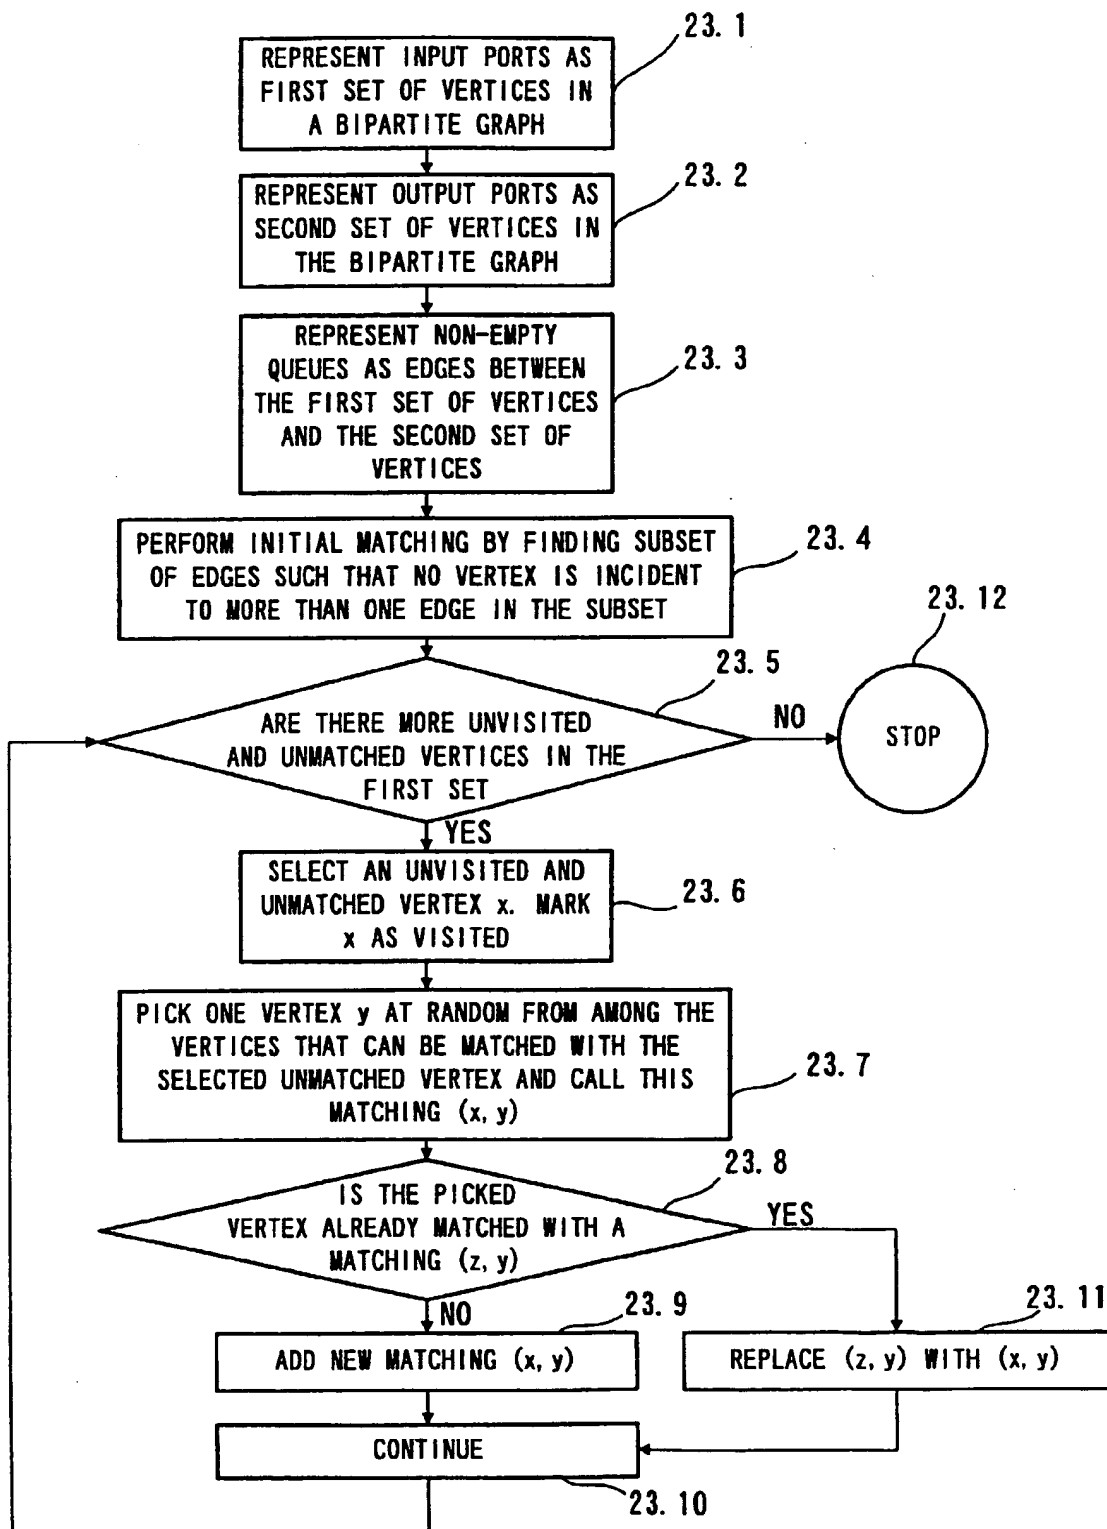 23.1
REPRESENT INPUT PORTS AS
FIRST SET OF VERTICES IN
A BIPARTITE GRAPH
23.2
REPRESENT OUTPUT PORTS AS
SECOND SET OF VERTICES IN
THE BIPARTITE GRAPH
23.3
REPRESENT NON-EMPTY
QUEUES AS EDGES BETWEEN
THE FIRST SET OF VERTICES
AND THE SECOND SET OF
VERTICES
23.4
PERFORM INITIAL MATCHING BY FINDING SUBSET
OF EDGES SUCH THAT NO VERTEX IS INCIDENT
TO MORE THAN ONE EDGE IN THE SUBSET
23.12
23.5
ARE THERE MORE UNVISITED
AND UNMATCHED VERTICES IN THE
FIRST SET
NO
STOP
YES
SELECT AN UNVISITED AND
UNMATCHED VERTEX x. MARK
x AS VISITED
23.6
PICK ONE VERTEX y AT RANDOM FROM AMONG THE
VERTICES THAT CAN BE MATCHED WITH THE
SELECTED UNMATCHED VERTEX AND CALL THIS
MATCHING (x, y)
23.7
23.8
IS THE PICKED
VERTEX ALREADY MATCHED WITH A
MATCHING (z, y)
YES
NO
23.9
ADD NEW MATCHING (x, y)
23.11
REPLACE (z, y) WITH (x, y)
CONTINUE
23.10